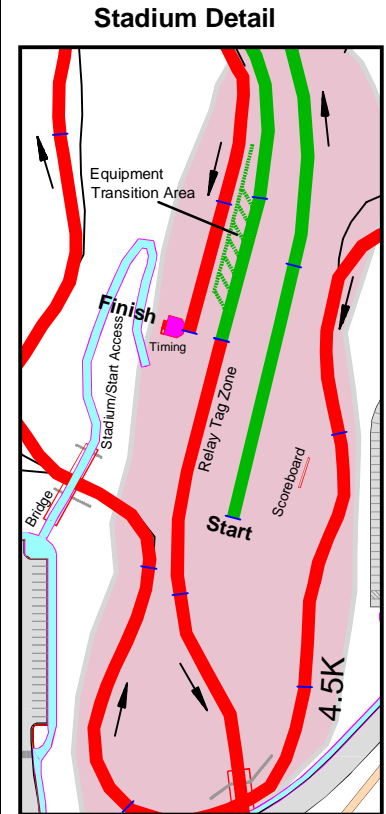 Stadium Detail
Equipment
Transition Area
Finish
Timing
Stadium/Start Access
Relay Tag Zone
Scoreboard
Bridge
Start
4.5K